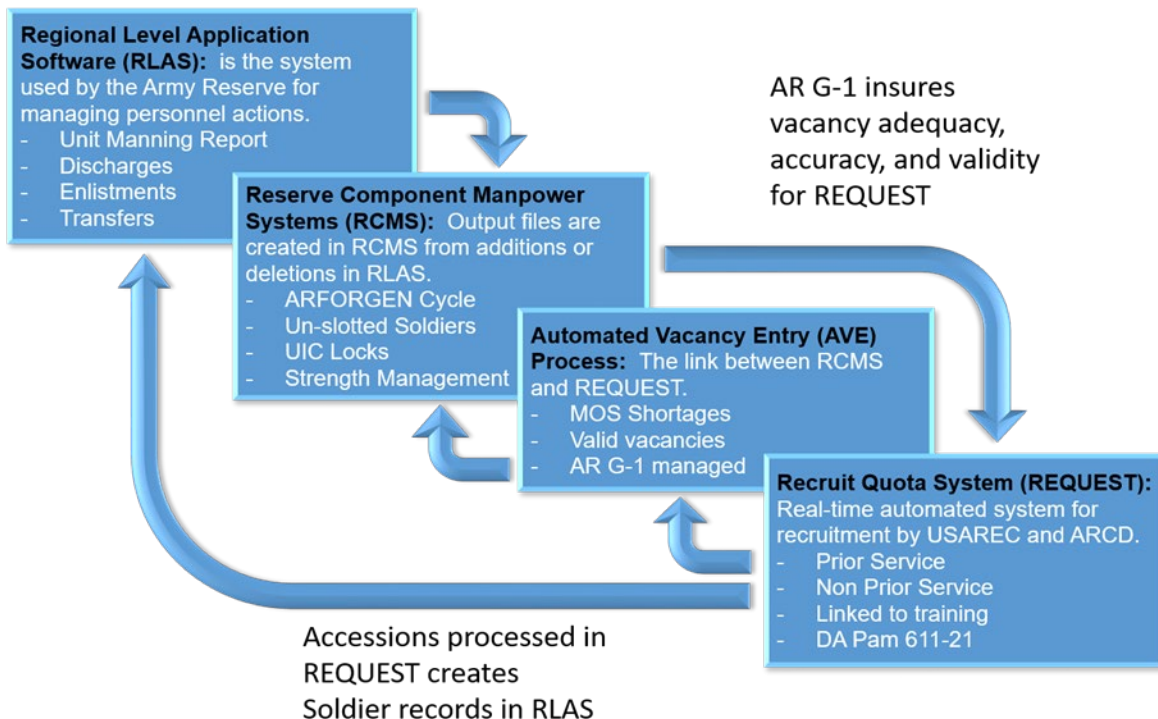 Regional Level Application
Software (RLAS): is the system
used by the Army Reserve for
managing personnel actions.
- Unit Manning Report
- Discharges
- Enlistments
- Transfers
AR G-1 insures
vacancy adequacy,
accuracy, and validity
for REQUEST
Reserve Component Manpower
Systems (RCMS): Output files are
created in RCMS from additions or
deletions in RLAS.
- ARFORGEN Cycle
- Un-slotted Soldiers
- UIC Locks
- Strength Management
Automated Vacancy Entry (AVE)
Process: The link between RCMS
and REQUEST.
- MOS Shortages
- Valid vacancies
- AR G-1 managed
Recruit Quota System (REQUEST):
Real-time automated system for
recruitment by USAREC and ARCD.
- Prior Service
- Non Prior Service
- Linked to training
- DA Pam 611-21
Accessions processed in
REQUEST creates
Soldier records in RLAS